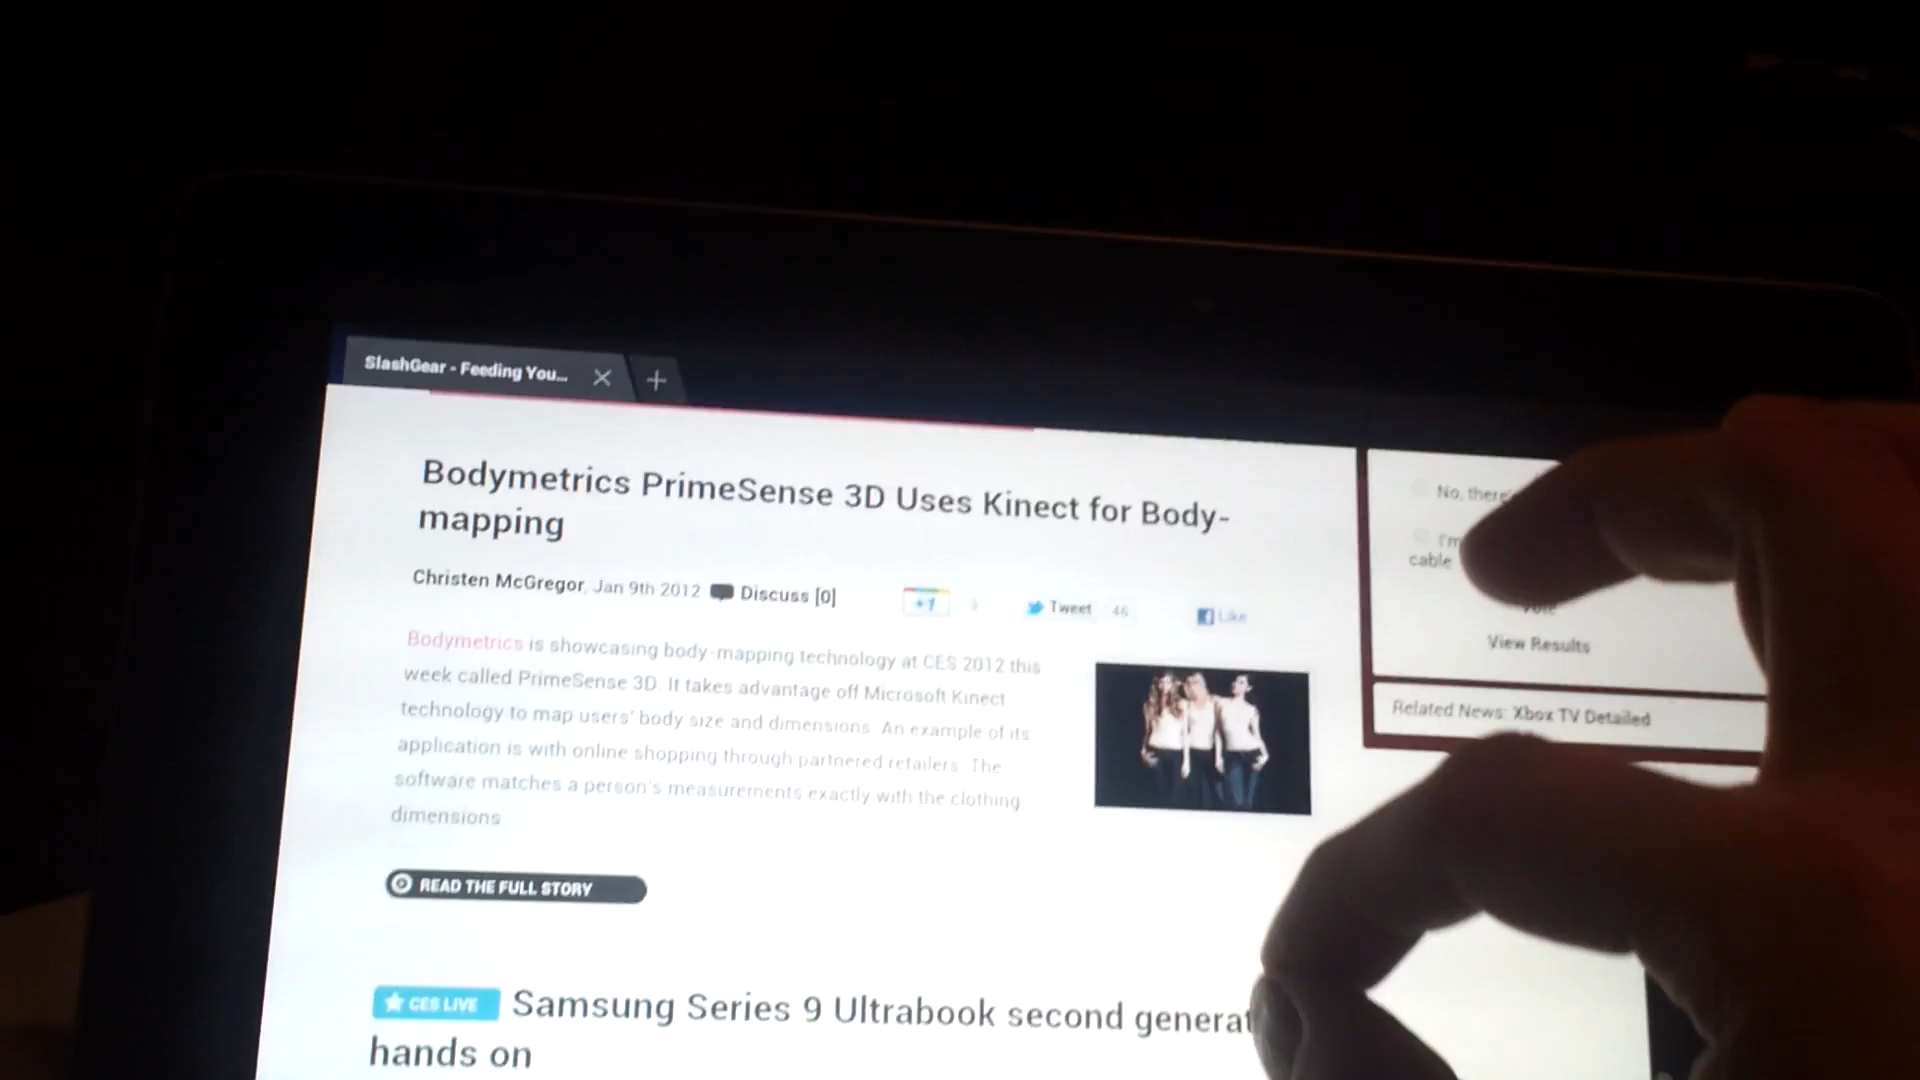 SlashGear - Feeding You...
Bodymetrics PrimeSense 3D Uses Kinect for Body-
mapping
Christen McGregor, Jan 9th 2012 Discuss [0]
+1
Tweet 46
Like
Bodymetrics is showcasing body-mapping technology at CES 2012 this
week called PrimeSense 3D. It takes advantage off Microsoft Kinect
technology to map users' body size and dimensions. An example of its
application is with online shopping through partnered retailers. The
software matches a person's measurements exactly with the clothing
dimensions
READ THE FULL STORY
CES LIVE Samsung Series 9 Ultrabook second generat
hands on
No, there
I'm
cable
Vote
View Results
Related News: Xbox TV Detailed